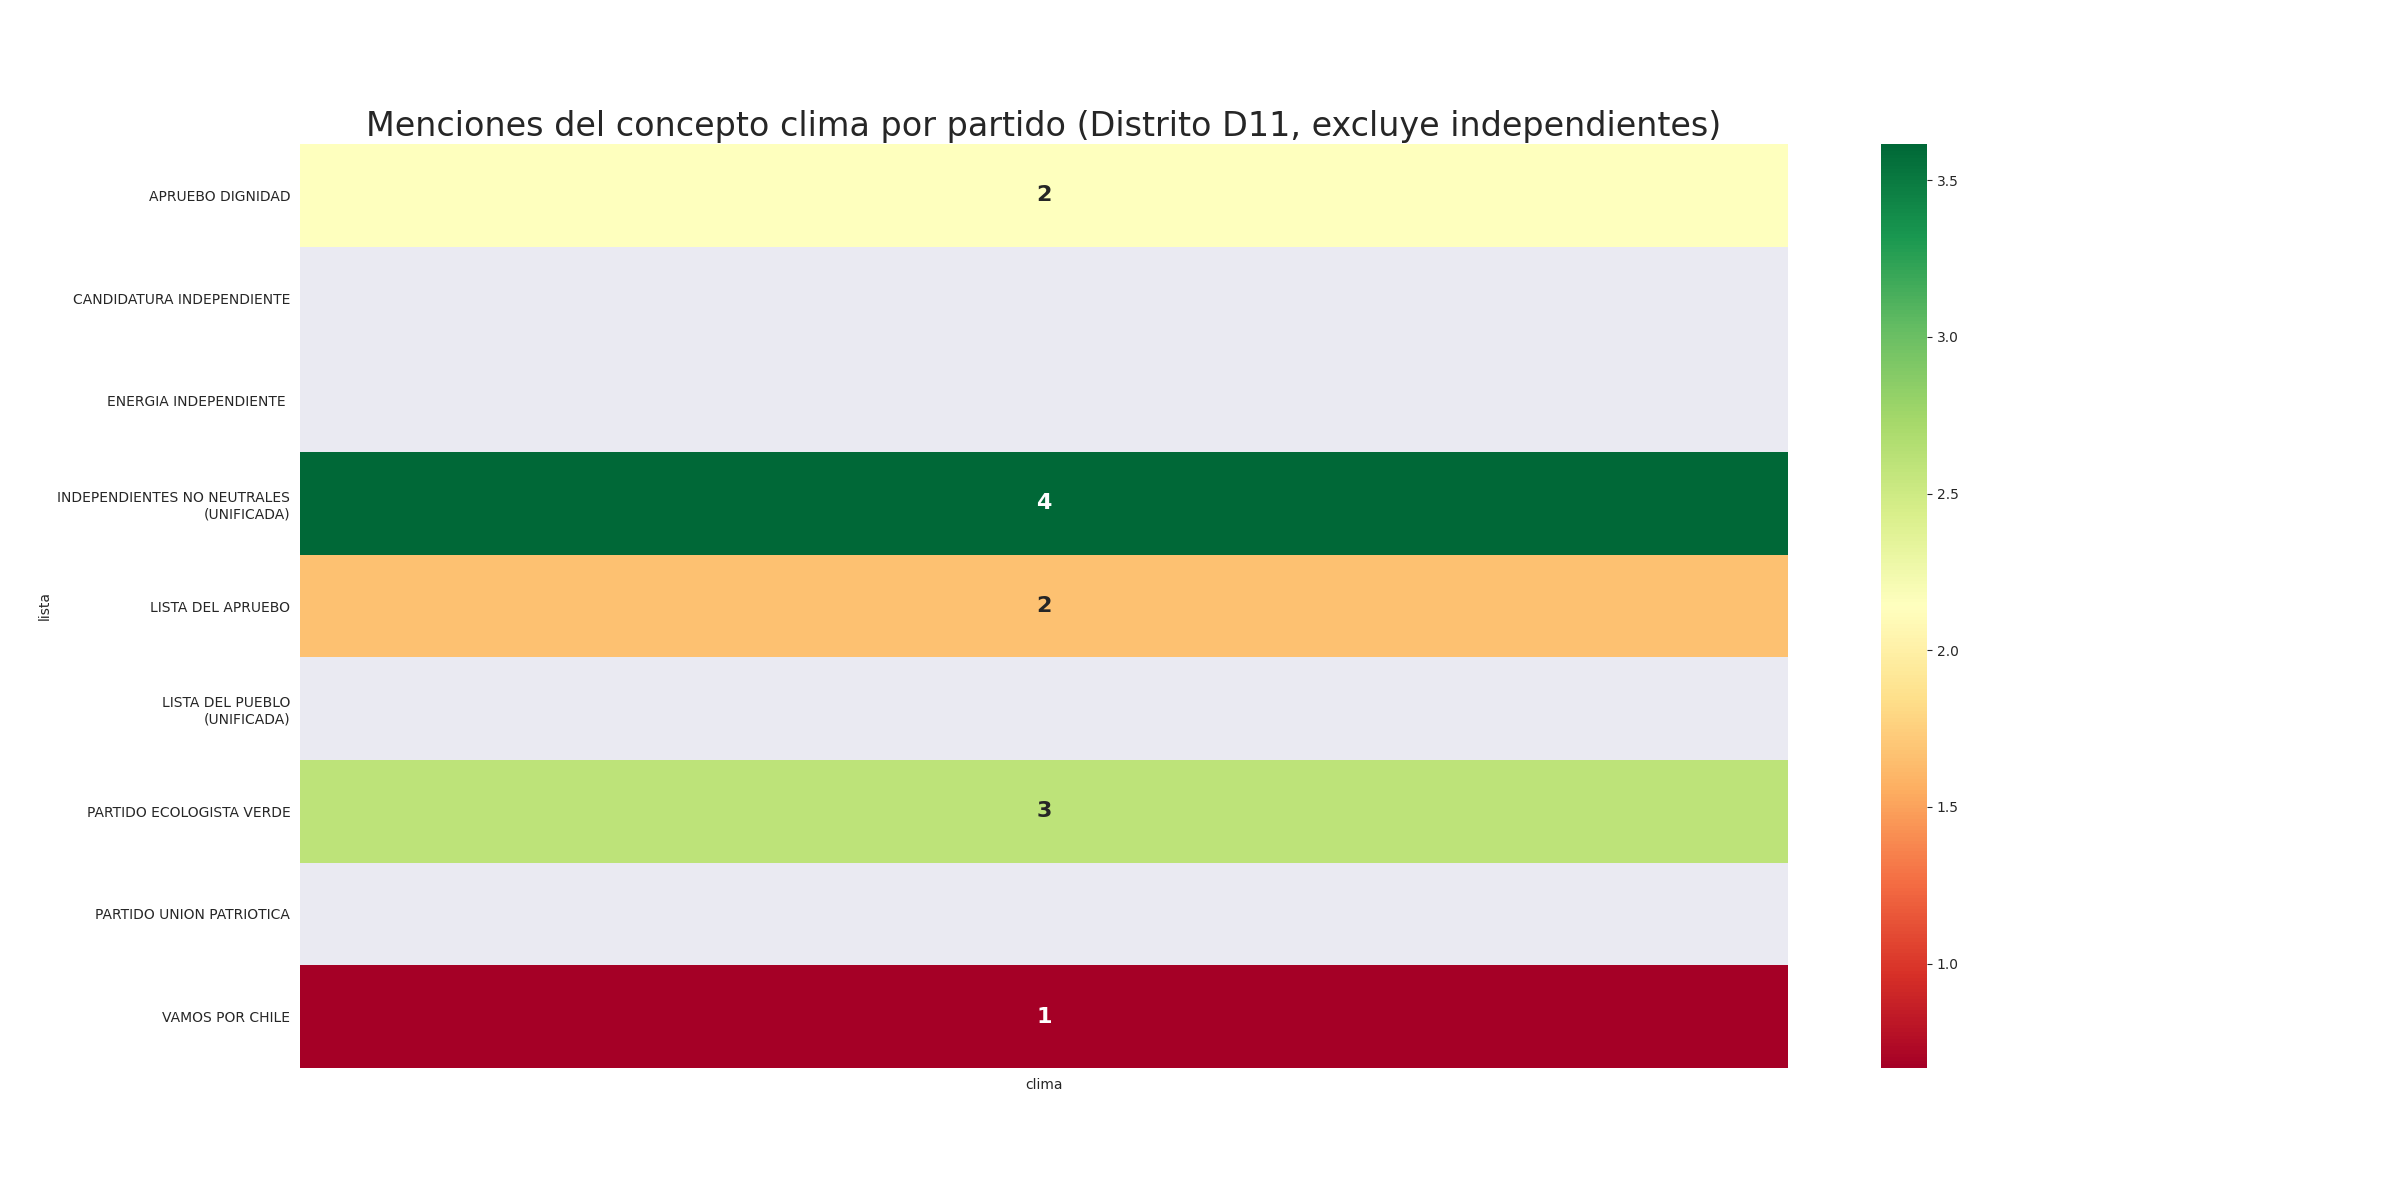 Menciones del concepto clima por partido (Distrito D11, excluye independientes)
APRUEBO DIGNIDAD
2
CANDIDATURA INDEPENDIENTE
ENERGIA INDEPENDIENTE
INDEPENDIENTES NO NEUTRALES
(UNIFICADA)
4
LISTA DEL APRUEBO
2
LISTA DEL PUEBLO
(UNIFICADA)
PARTIDO ECOLOGISTA VERDE
3
PARTIDO UNION PATRIOTICA
VAMOS POR CHILE
1
lista
clima
3.5
3.0
2.5
2.0
1.5
1.0